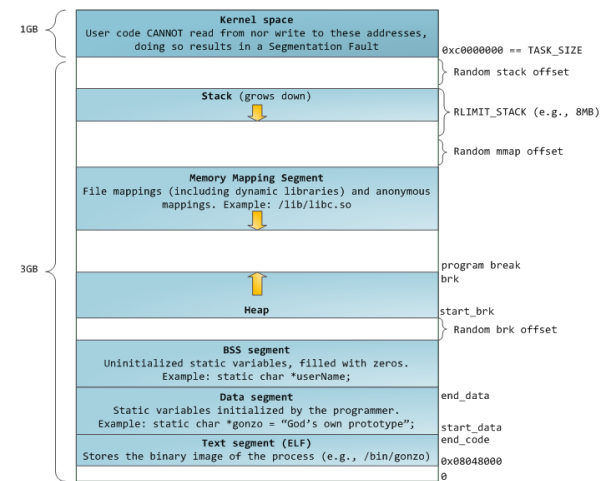 1GB
Kernel space
User code CANNOT read from nor write to these addresses,
doing so results in a Segmentation Fault
0xc0000000 == TASK_SIZE
Random stack offset
Stack (grows down)
RLIMIT_STACK (e.g., 8MB)
Random mmap offset
Memory Mapping Segment
File mappings (including dynamic libraries) and anonymous
mappings. Example: /lib/libc.so
3GB
program break
brk
Heap
start_brk
Random brk offset
BSS segment
Uninitialized static variables, filled with zeros.
Example: static char *userName;
Data segment
Static variables initialized by the programmer.
Example: static char *gonzo = “God’s own prototype”;
end_data
start_data
end_code
Text segment (ELF)
Stores the binary image of the process (e.g., /bin/gonzo)
0x08048000
0